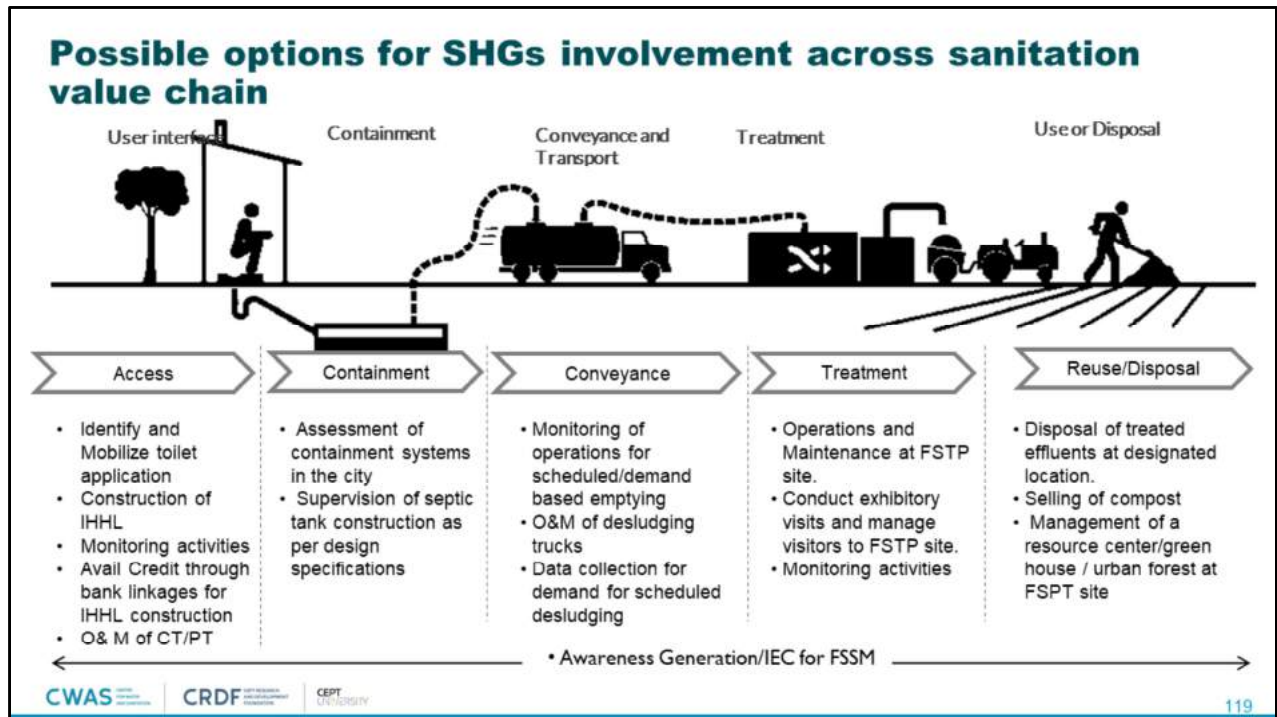 Possible options for SHGs involvement across sanitation
value chain
User interface
Containment
Conveyance and
Transport
Treatment
Use or Disposal
Access
• Identify and
Mobilize toilet
application
• Construction of
IHHL
• Monitoring activities
• Avail Credit through
bank linkages for
IHHL construction
• O& M of CT/PT
Containment
• Assessment of
containment systems
in the city
• Supervision of septic
tank construction as
per design
specifications
Conveyance
• Monitoring of
operations for
scheduled/demand
based emptying
• O&M of desludging
trucks
• Data collection for
demand for scheduled
desludging
Treatment
• Operations and
Maintenance at FSTP
site.
• Conduct exhibitory
visits and manage
visitors to FSTP site.
• Monitoring activities
Reuse/Disposal
• Disposal of treated
effluents at designated
location.
• Selling of compost
• Management of a
resource center/green
house / urban forest at
FSPT site
• Awareness Generation/IEC for FSSM
CWAS
CRDF
CEPT
UNIVERSITY
119